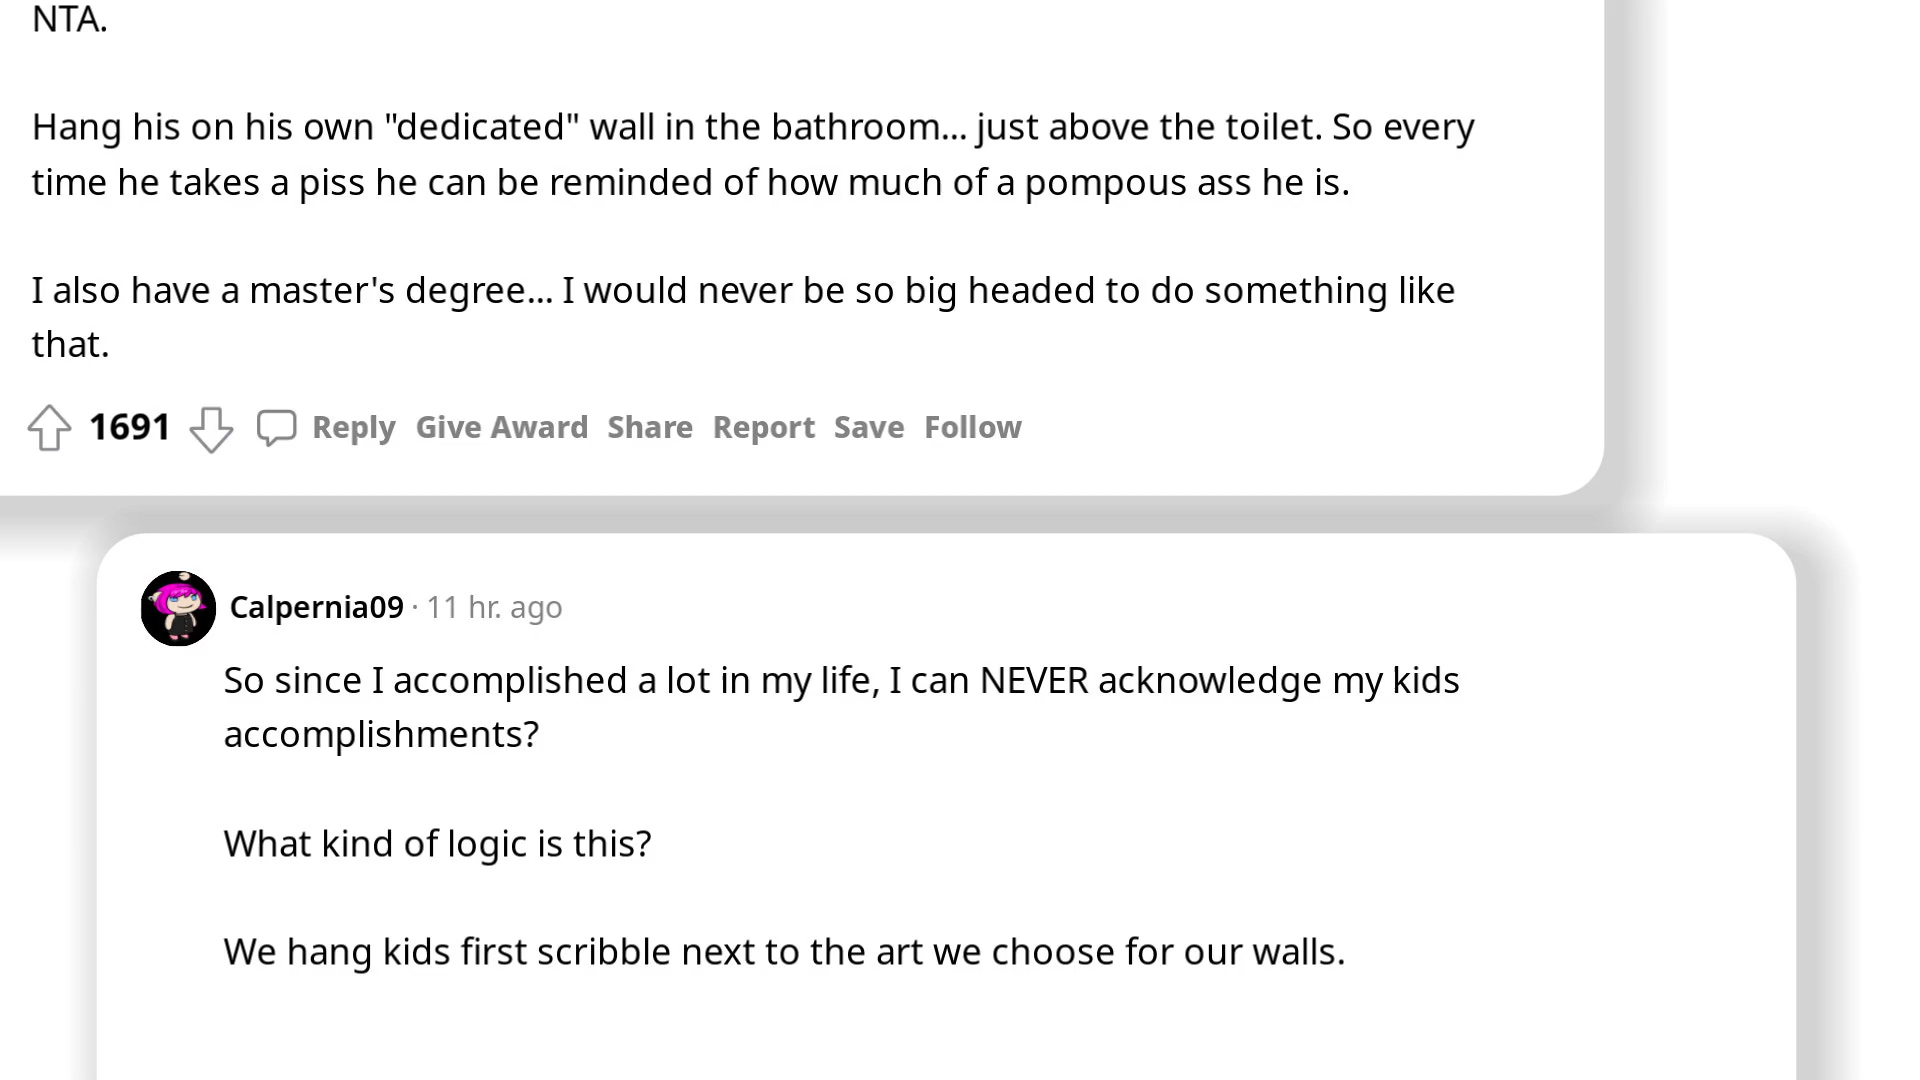 NTA.
Hang his on his own "dedicated" wall in the bathroom... just above the toilet. So every
time he takes a piss he can be reminded of how much of a pompous ass he is.
I also have a master's degree... I would never be so big headed to do something like
that.
1691 Reply Give Award Share Report Save Follow
Calpernia09 · 11 hr. ago
So since I accomplished a lot in my life, I can NEVER acknowledge my kids
accomplishments?
What kind of logic is this?
We hang kids first scribble next to the art we choose for our walls.